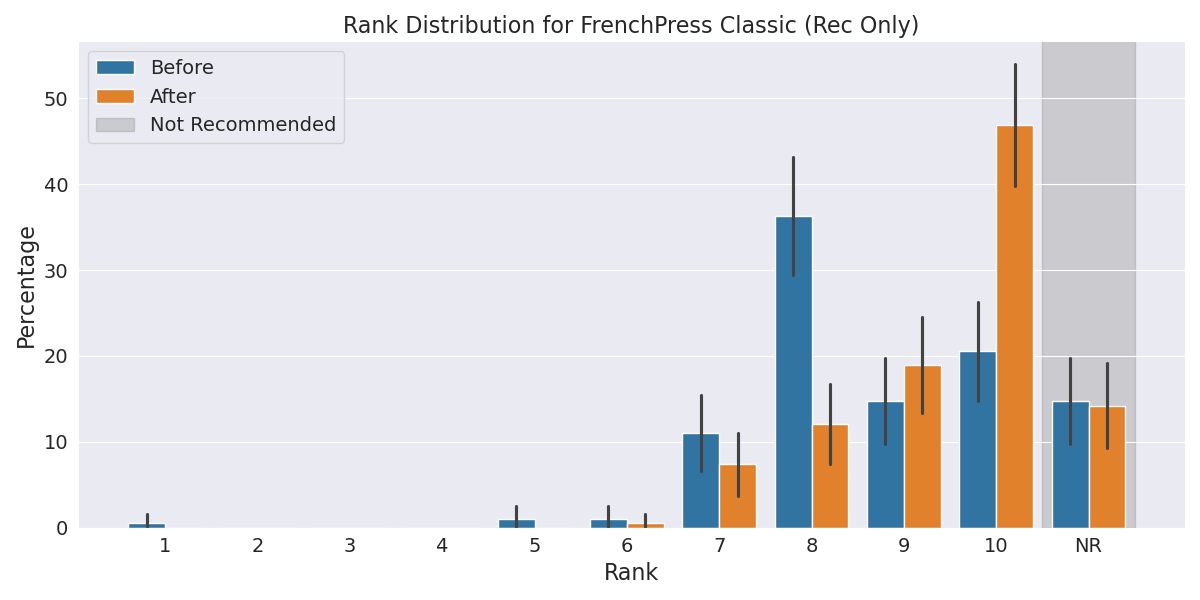 Rank Distribution for FrenchPress Classic (Rec Only)
Before
After
Not Recommended
Percentage
50
40
30
20
10
0
1 2 3 4 5 6 7 8 9 10 NR
Rank